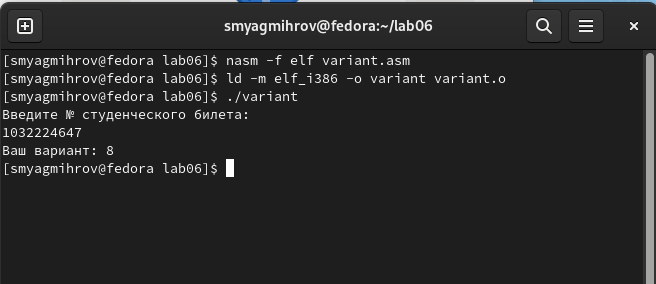 smyagmihrov@fedora:~/lab06
[smyagmihrov@fedora lab06]$ nasm -f elf variant.asm
[smyagmihrov@fedora lab06]$ ld -m elf_i386 -o variant variant.o
[smyagmihrov@fedora lab06]$ ./variant
Введите № студенческого билета:
1032224647
Ваш вариант: 8
[smyagmihrov@fedora lab06]$